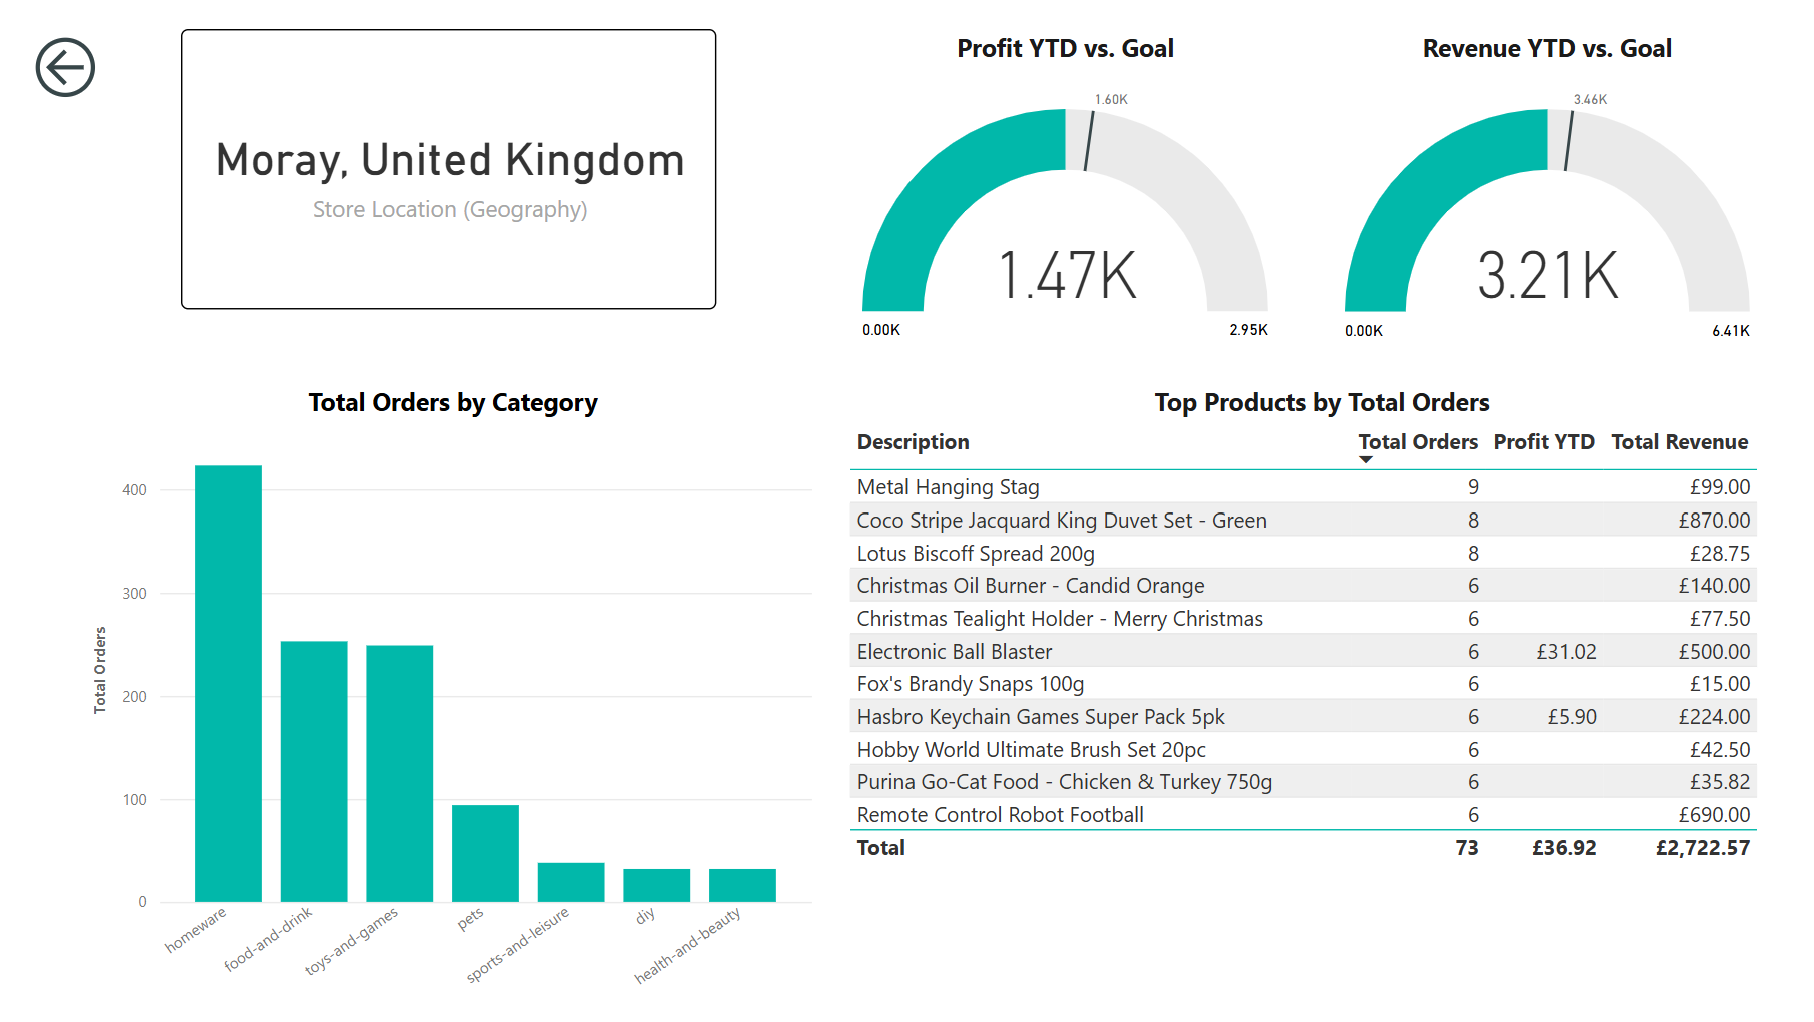 Moray, United Kingdom
Store Location (Geography)
Profit YTD vs. Goal
1.60K
1.47K
0.00K 2.95K
Revenue YTD vs. Goal
3.46K
3.21K
0.00K 6.41K
Total Orders by Category
Total Orders
400
300
200
100
0
homeware
food-and-drink
toys-and-games
pets
sports-and-leisure
diy
health-and-beauty
Top Products by Total Orders
Description Total Orders Profit YTD Total Revenue
Metal Hanging Stag 9 £99.00
Coco Stripe Jacquard King Duvet Set - Green 8 £870.00
Lotus Biscoff Spread 200g 8 £28.75
Christmas Oil Burner - Candid Orange 6 £140.00
Christmas Tealight Holder - Merry Christmas 6 £77.50
Electronic Ball Blaster 6 £31.02 £500.00
Fox's Brandy Snaps 100g 6 £15.00
Hasbro Keychain Games Super Pack 5pk 6 £5.90 £224.00
Hobby World Ultimate Brush Set 20pc 6 £42.50
Purina Go-Cat Food - Chicken & Turkey 750g 6 £35.82
Remote Control Robot Football 6 £690.00
Total 73 £36.92 £2,722.57